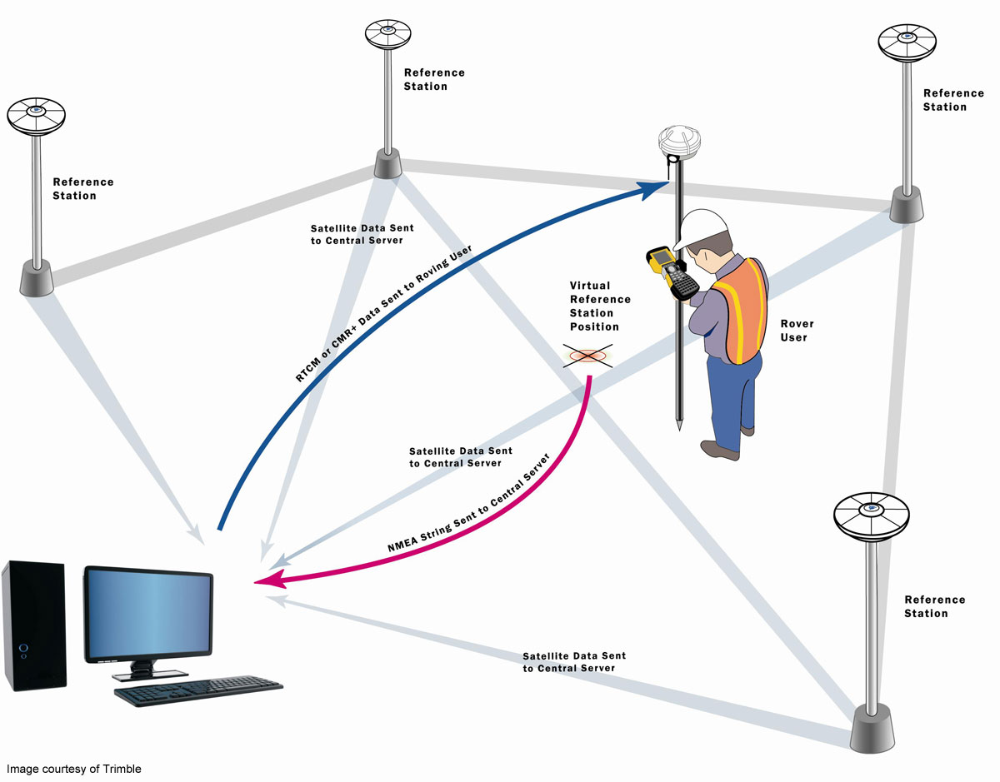 Reference
Station
Reference
Station
Reference
Station
Satellite Data Sent
to Central Server
RTCM or CMR+ Data Sent to Roving User
Virtual
Reference
Station
Position
Rover
User
Satellite Data Sent
to Central Server
NMEA String Sent to Central Server
Reference
Station
Satellite Data Sent
to Central Server
Image courtesy of Trimble